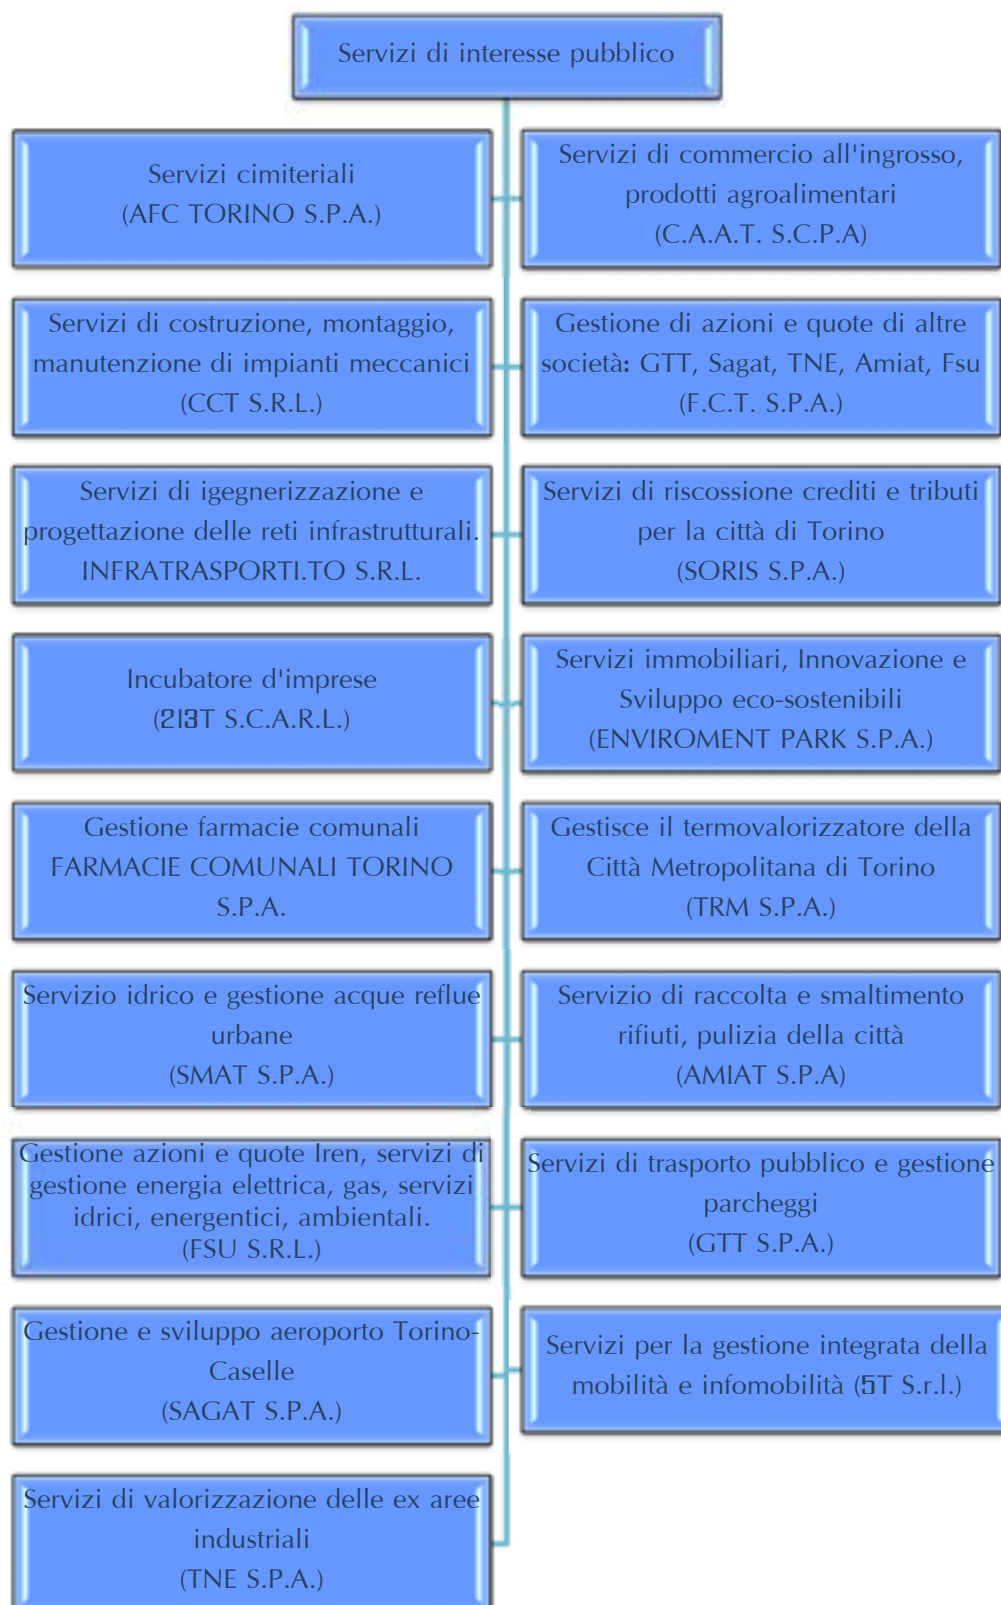 Servizi di interesse pubblico
Servizi cimiteriali
(AFC TORINO S.P.A.)
Servizi di commercio all'ingrosso,
prodotti agroalimentari
(C.A.A.T. S.C.P.A)
Servizi di costruzione, montaggio,
manutenzione di impianti meccanici
(CCT S.R.L.)
Gestione di azioni e quote di altre
società: GTT, Sagat, TNE, Amiat, Fsu
(F.C.T. S.P.A.)
Servizi di igegnerizzazione e
progettazione delle reti infrastrutturali.
INFRATRASPORTI.TO S.R.L.
Servizi di riscossione crediti e tributi
per la città di Torino
(SORIS S.P.A.)
Incubatore d'imprese
(2I3T S.C.A.R.L.)
Servizi immobiliari, Innovazione e
Sviluppo eco-sostenibili
(ENVIROMENT PARK S.P.A.)
Gestione farmacie comunali
FARMACIE COMUNALI TORINO
S.P.A.
Gestisce il termovalorizzatore della
Città Metropolitana di Torino
(TRM S.P.A.)
Servizio idrico e gestione acque reflue
urbane
(SMAT S.P.A.)
Servizio di raccolta e smaltimento
rifiuti, pulizia della città
(AMIAT S.P.A)
Gestione azioni e quote Iren, servizi di
gestione energia elettrica, gas, servizi
idrici, energentici, ambientali.
(FSU S.R.L.)
Servizi di trasporto pubblico e gestione
parcheggi
(GTT S.P.A.)
Gestione e sviluppo aeroporto Torino-
Caselle
(SAGAT S.P.A.)
Servizi per la gestione integrata della
mobilità e infomobilità (5T S.r.l.)
Servizi di valorizzazione delle ex aree
industriali
(TNE S.P.A.)